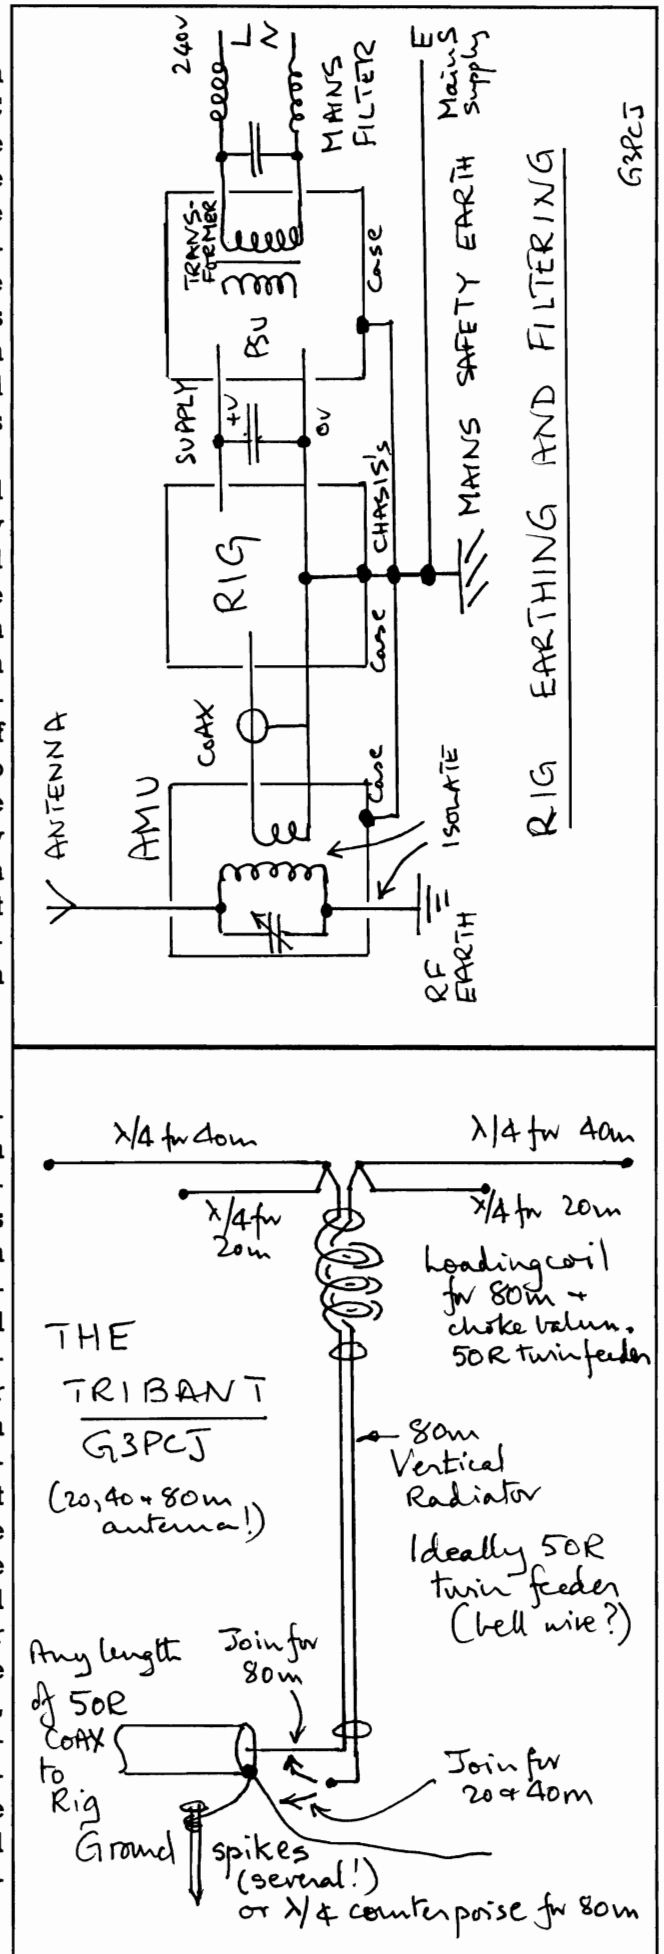 240V
L
N
MAINS
FILTER
E
Mains
supply
TRANS-
FORMER
PSU
Case
SUPPLY
+V
0V
RIG
CHASIS's
Case
COAX
AMU
Case
ANTENNA
ISOLATE
RF
EARTH
MAINS SAFETY EARTH
RIG EARTHING AND FILTERING
G3PCJ
λ/4 for 40m
λ/4 for 40m
λ/4 for
20m
λ/4 for 20m
Loading coil
for 80m +
choke balun.
50R twin feeder
THE
TRIBANT
G3PCJ
(20, 40 + 80m
antenna!)
80m
Vertical
Radiator
Ideally 50R
twin feeder
(bell wire?)
Any length
of 50R
COAX
to
Rig
Join for
80m
Join for
20 & 40m
Ground spikes
(several!)
or λ/4 counterpoise for 80m